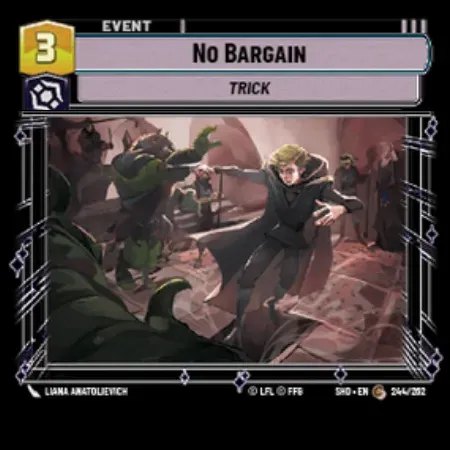 EVENT
3
NO BARGAIN
TRICK
LIANA ANATOLIEVICH
© LFL © FFG
SHD • EN
244/262